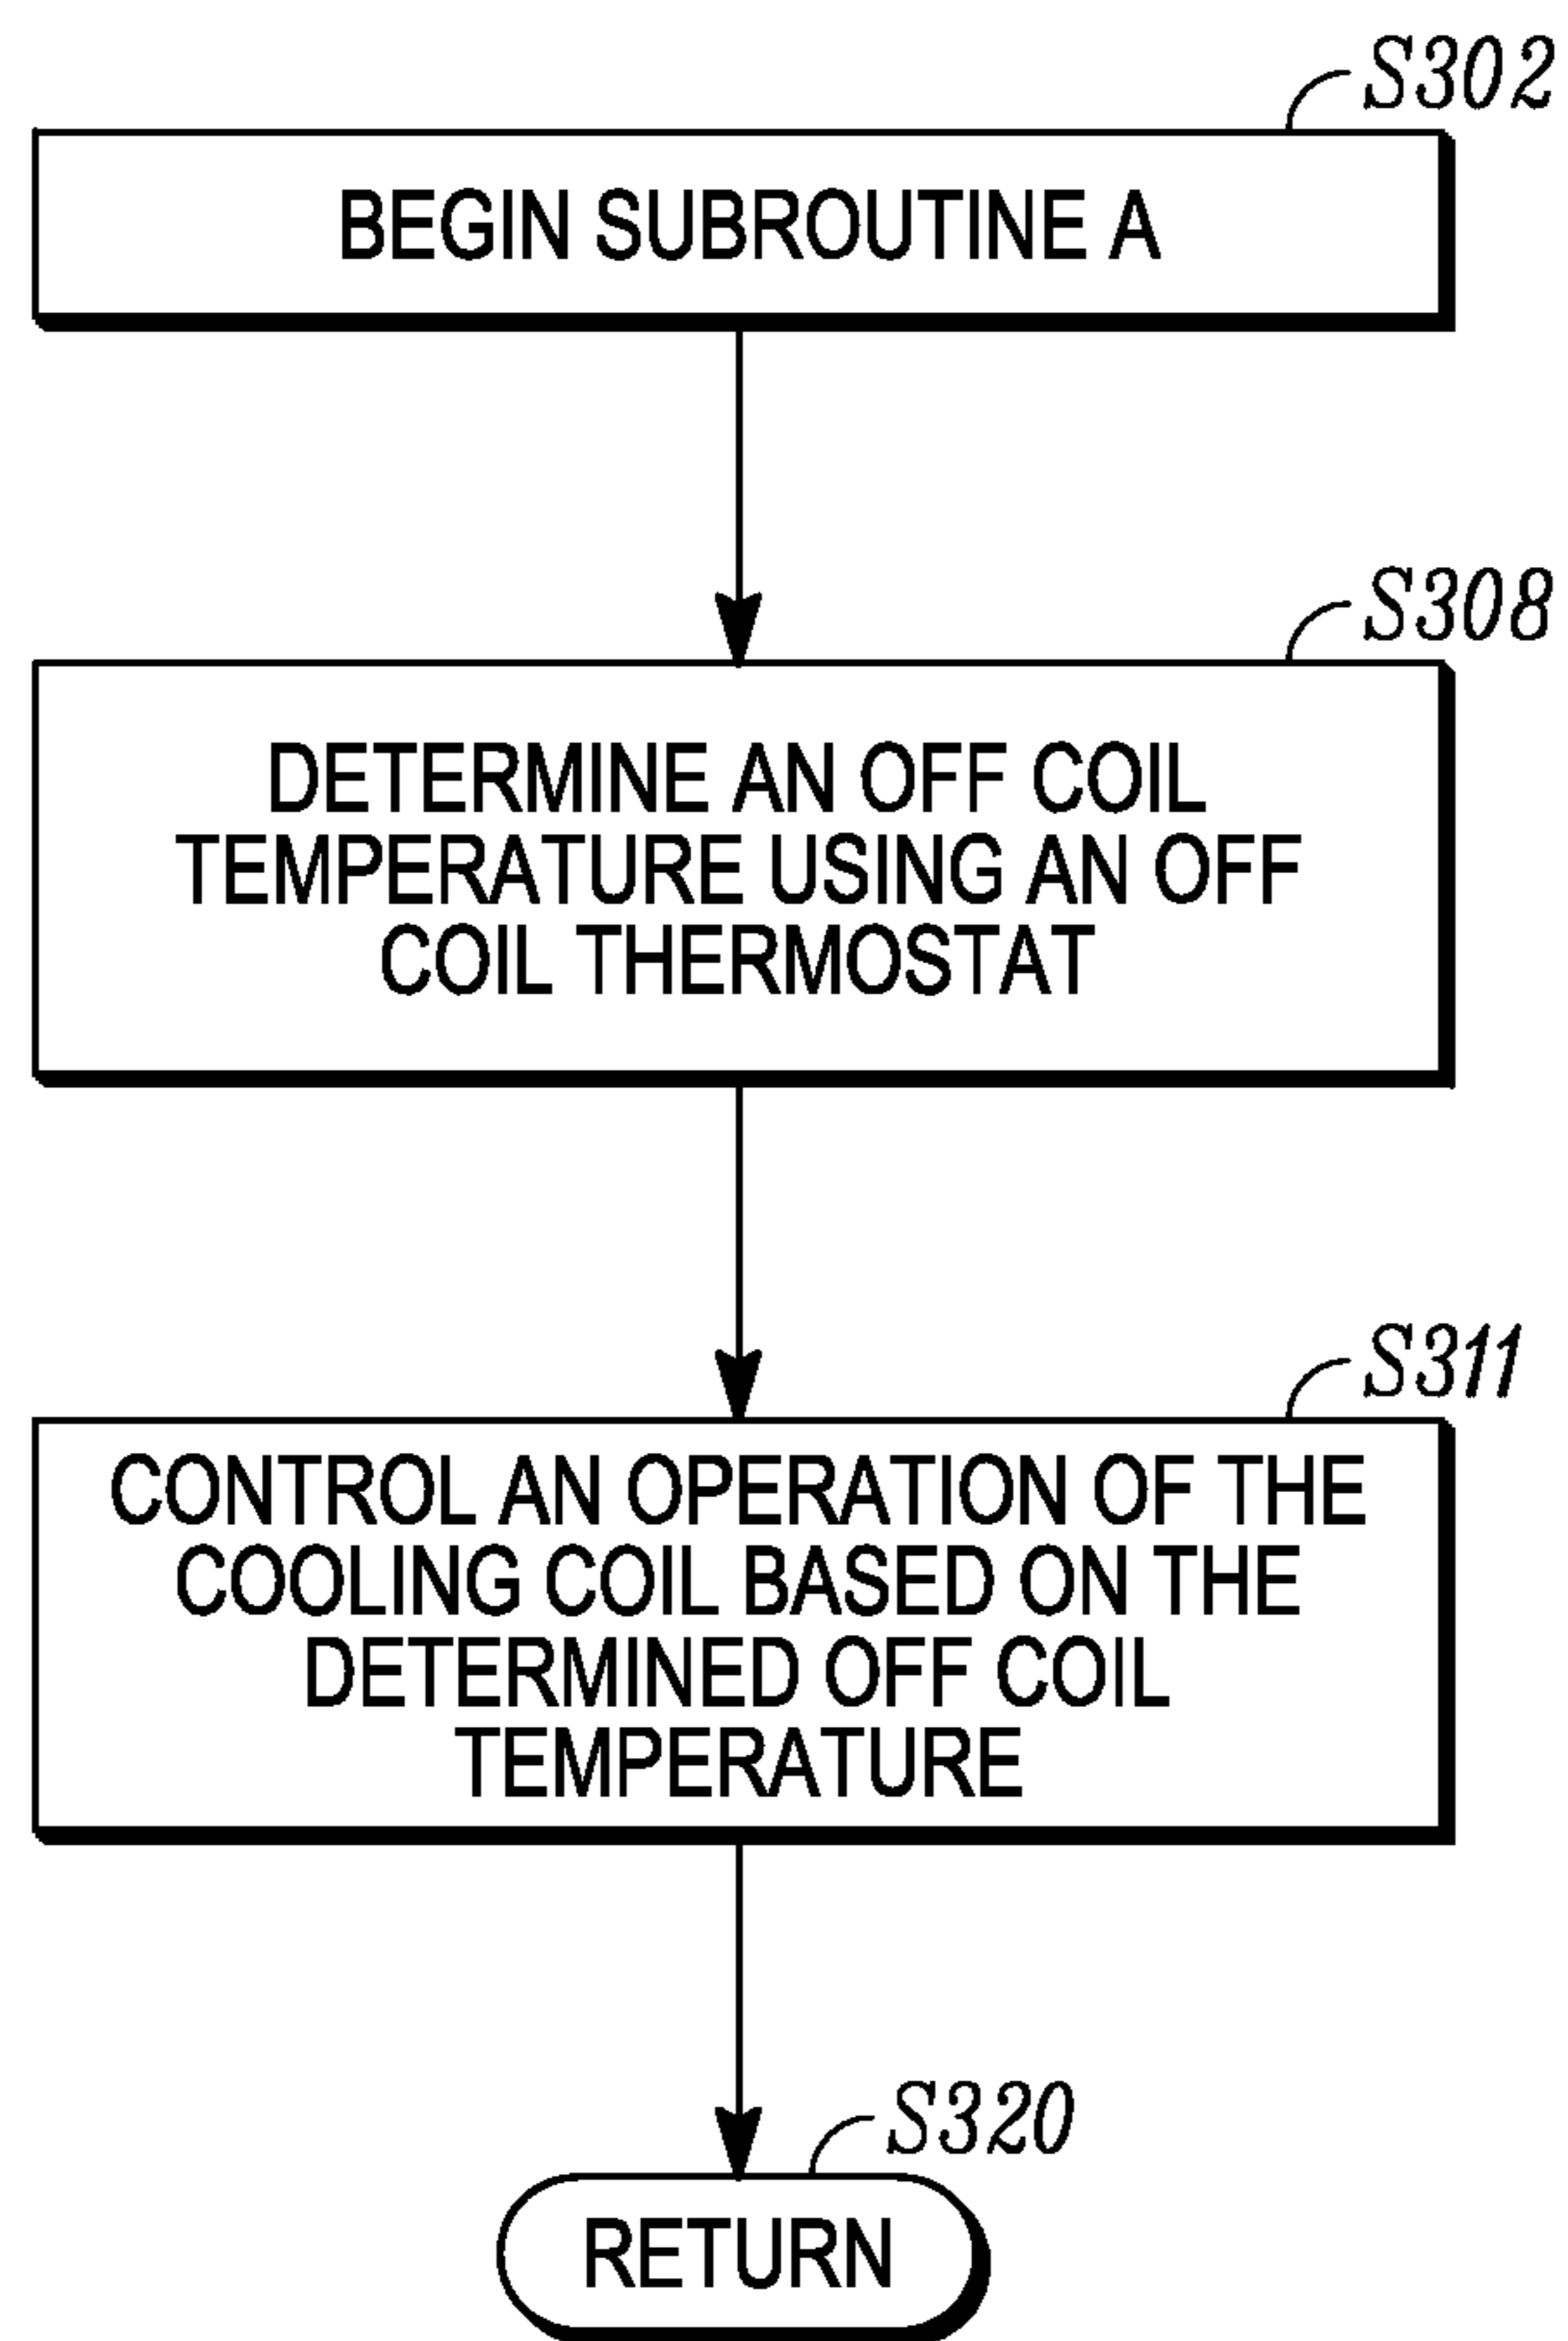 S302
BEGIN SUBROUTINE A
S308
DETERMINE AN OFF COIL
TEMPERATURE USING AN OFF
COIL THERMOSTAT
S311
CONTROL AN OPERATION OF THE
COOLING COIL BASED ON THE
DETERMINED OFF COIL
TEMPERATURE
S320
RETURN